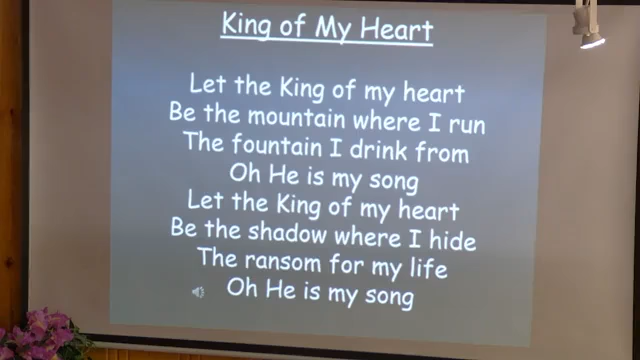 King of My Heart
Let the King of my heart
Be the mountain where I run
The fountain I drink from
Oh He is my song
Let the King of my heart
Be the shadow where I hide
The ransom for my life
Oh He is my song